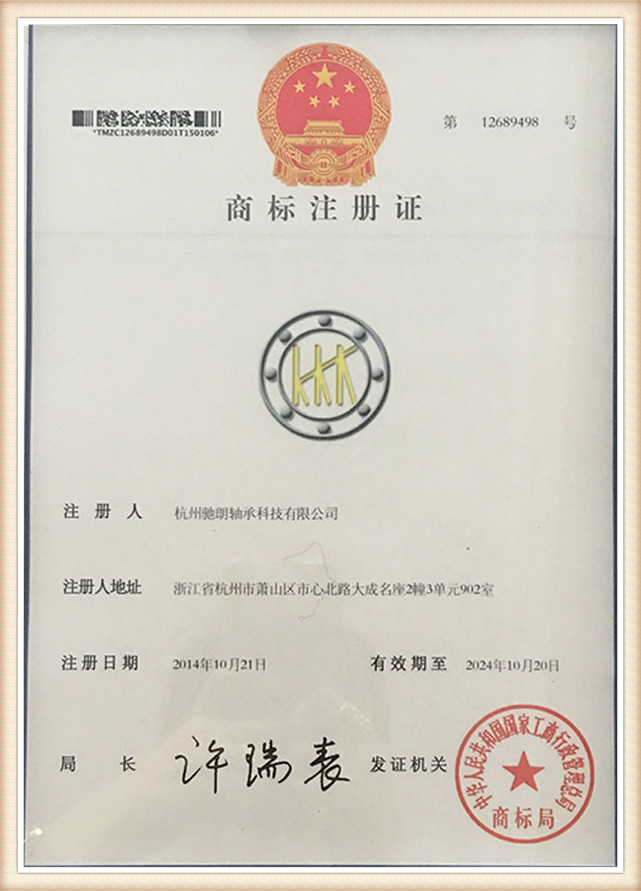 *TMZC12689498D01T150106*
第 12689498 号
商标注册证
KKK
注册人 杭州驰朗轴承科技有限公司
注册人地址 浙江省杭州市萧山区市心北路大成名座2幢3单元902室
注册日期 2014年10月21日 有效期至 2024年10月20日
局长 许瑞表 发证机关
中华人民共和国国家工商行政管理总局
商标局